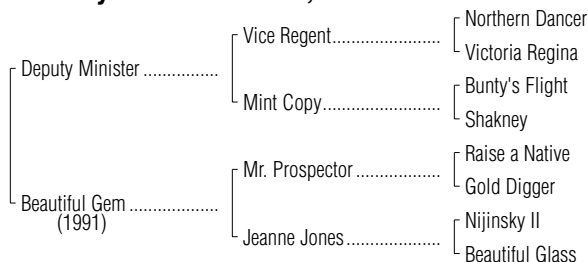 Northern Dancer
Vice Regent........................
Victoria Regina
Deputy Minister................
Bunty's Flight
Mint Copy..........................
Shakney
Raise a Native
Mr. Prospector..................
Gold Digger
Beautiful Gem..................
(1991)
Nijinsky II
Jeanne Jones.....................
Beautiful Glass